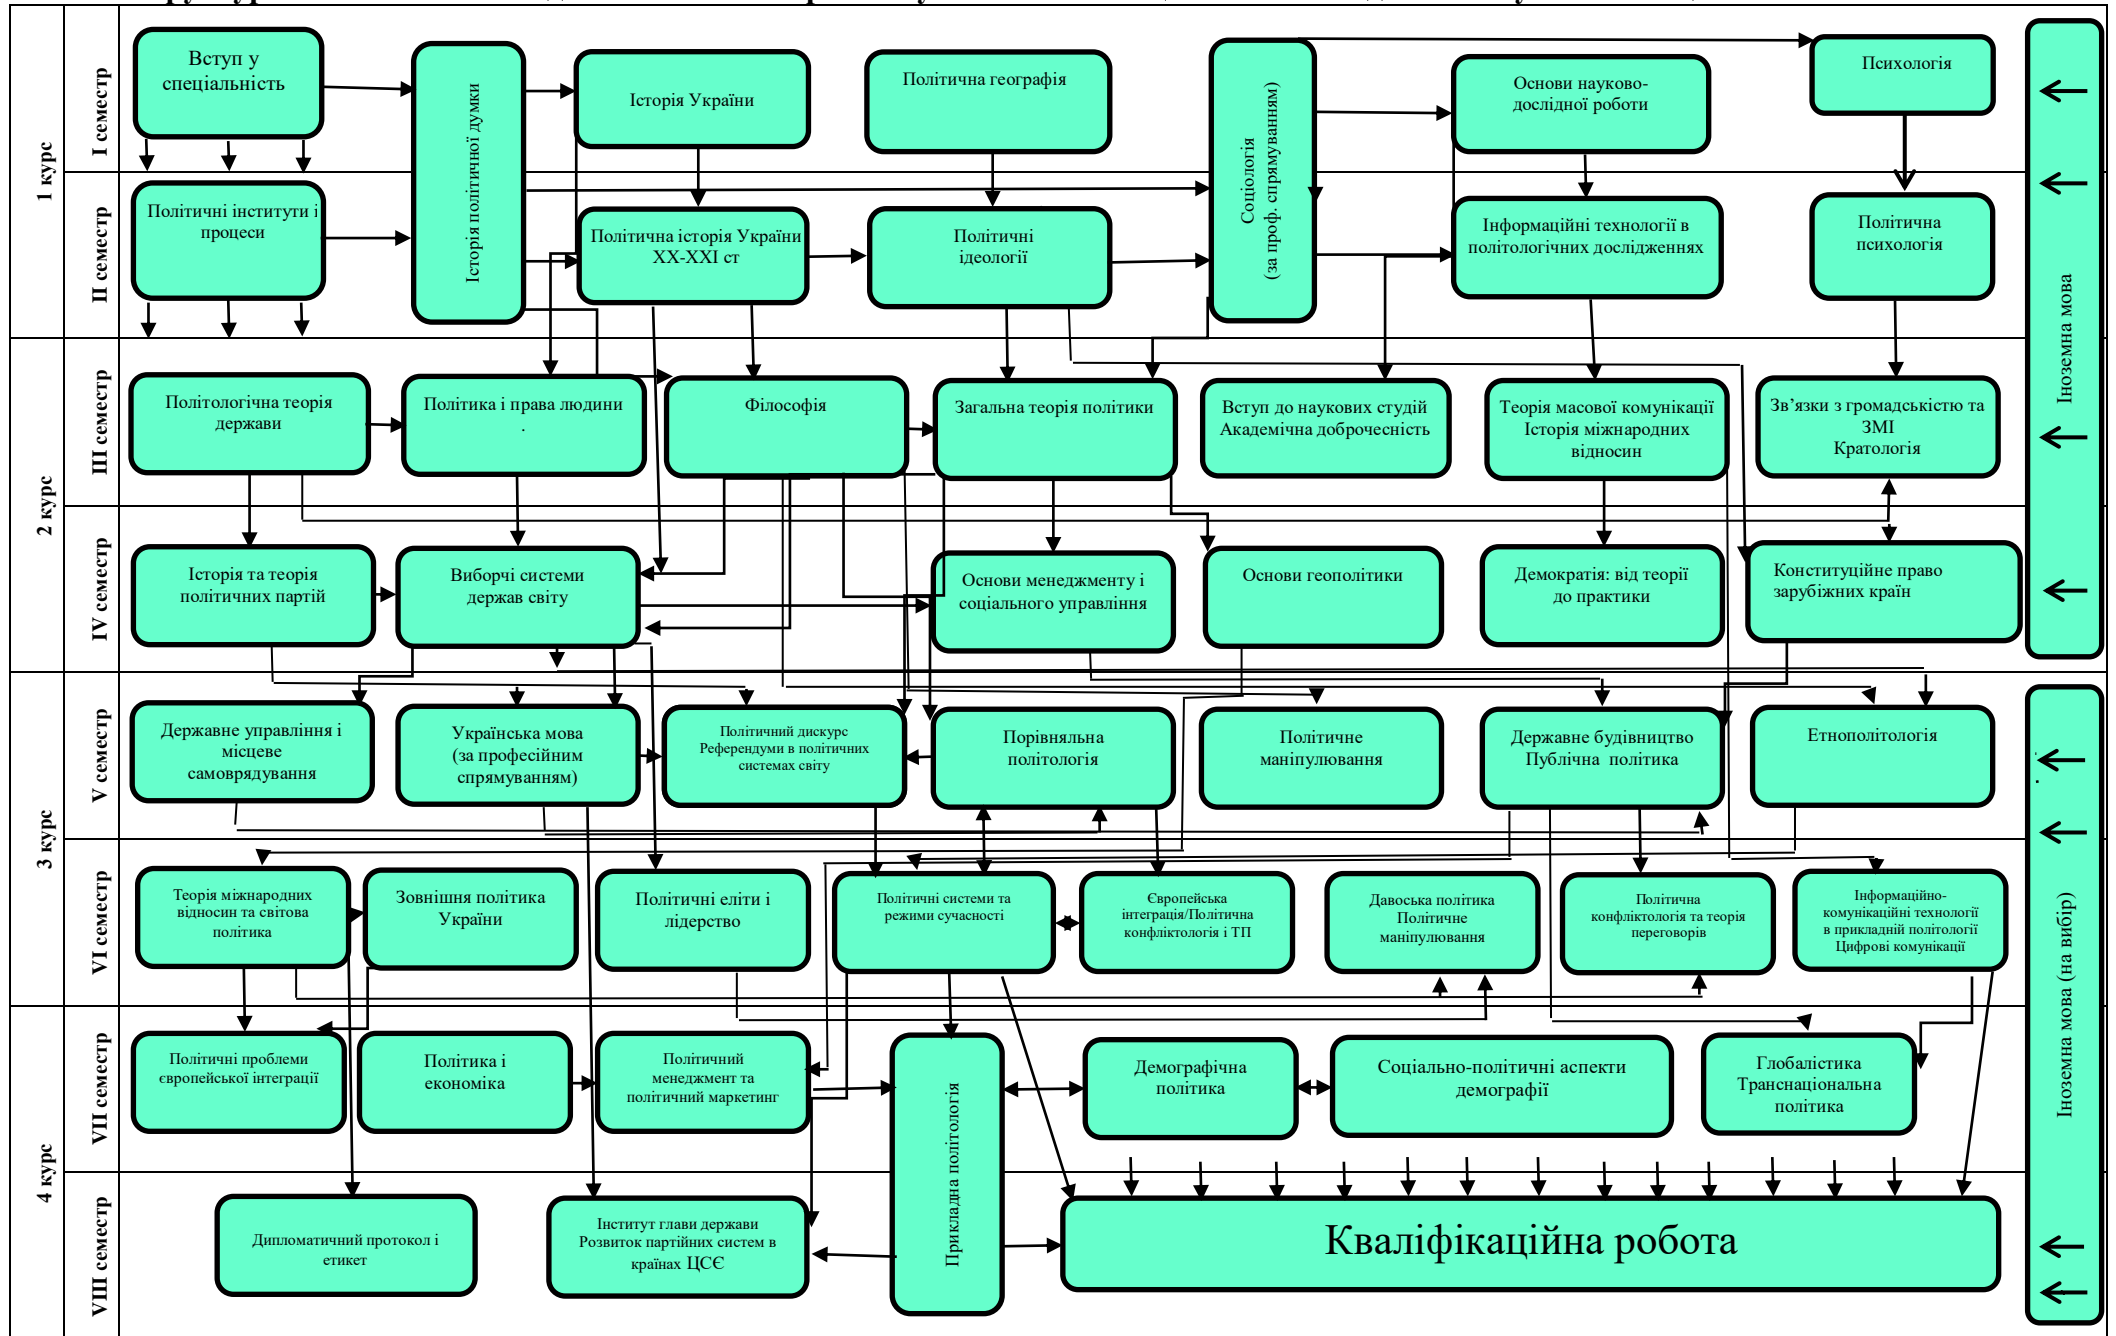 1 курс
I семестр
Вступ у
спеціальність
Історія політичної думки
Історія України
Політична географія
Соціологія
(за проф. спрямуванням)
Основи науково-
дослідної роботи
Психологія
Іноземна мова
II семестр
Політичні інститути і
процеси
Політична історія України
ХХ-ХХІ ст
Політичні
ідеології
Інформаційні технології в
політологічних дослідженнях
Політична
психологія
2 курс
III семестр
Політологічна теорія
держави
Політика і права людини
.
Філософія
Загальна теорія політики
Вступ до наукових студій
Академічна доброчесність
Теорія масової комунікації
Історія міжнародних
відносин
Зв’язки з громадськістю та
ЗМІ
Кратологія
IV семестр
Історія та теорія
політичних партій
Виборчі системи
держав світу
Основи менеджменту і
соціального управління
Основи геополітики
Демократія: від теорії
до практики
Конституційне право
зарубіжних країн
3 курс
V семестр
Державне управління і
місцеве
самоврядування
Українська мова
(за професійним
спрямуванням)
Політичний дискурс
Референдуми в політичних
системах світу
Порівняльна
політологія
Політичне
маніпулювання
Державне будівництво
Публічна політика
Етнополітологія
Іноземна мова (на вибір)
VI семестр
Теорія міжнародних
відносин та світова
політика
Зовнішня політика
України
Політичні еліти і
лідерство
Політичні системи та
режими сучасності
Європейська
інтеграція/Політична
конфліктологія і ТП
Давоська політика
Політичне
маніпулювання
Політична
конфліктологія та теорія
переговорів
Інформаційно-
комунікаційні технології
в прикладній політології
Цифрові комунікації
4 курс
VII семестр
Політичні проблеми
європейської інтеграції
Політика і
економіка
Політичний
менеджмент та
політичний маркетинг
Прикладна політологія
Демографічна
політика
Соціально-політичні аспекти
демографії
Глобалістика
Транснаціональна
політика
VIII семестр
Дипломатичний протокол і
етикет
Інститут глави держави
Розвиток партійних систем в
країнах ЦСЄ
Кваліфікаційна робота